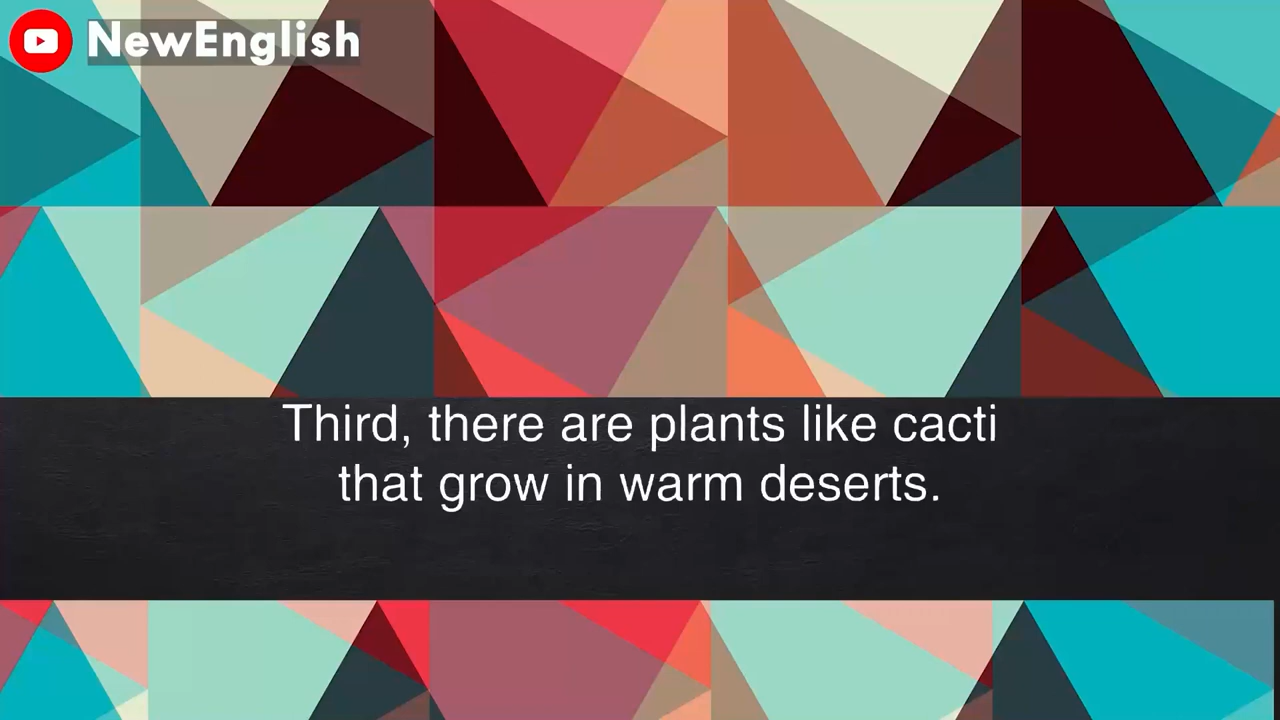 NewEnglish
Third, there are plants like cacti
that grow in warm deserts.